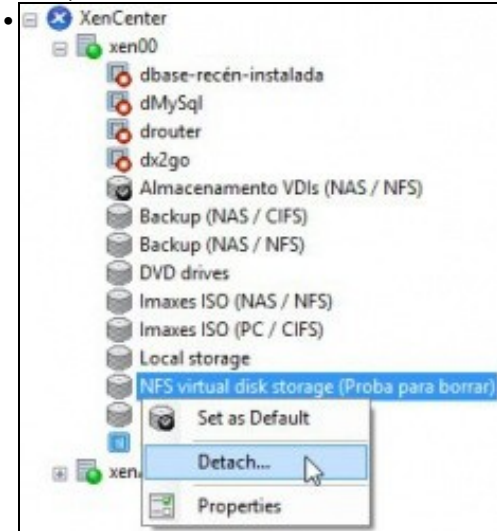 XenCenter
xen00
dbase-recén-instalada
dMySql
drouter
dx2go
Almacenamento VDIs (NAS / NFS)
Backup (NAS / CIFS)
Backup (NAS / NFS)
DVD drives
Imaxes ISO (NAS / NFS)
Imaxes ISO (PC / CIFS)
Local storage
NFS virtual disk storage (Proba para borrar)
Set as Default
Detach...
Properties